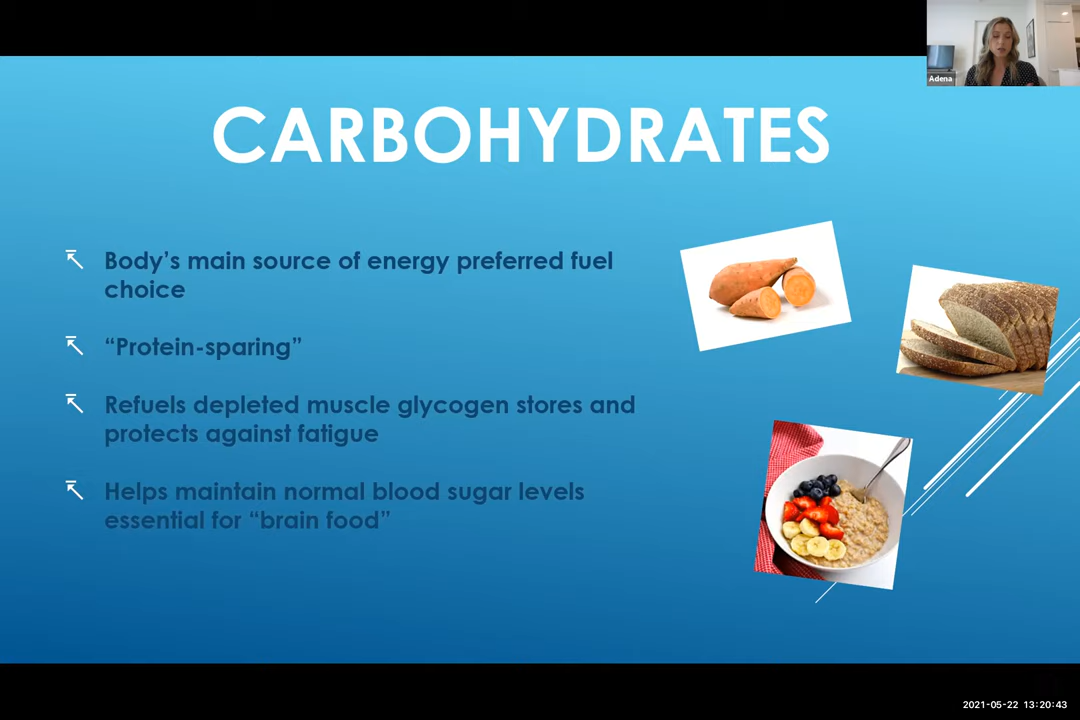 Adena
CARBOHYDRATES
Body’s main source of energy preferred fuel
choice
“Protein-sparing”
Refuels depleted muscle glycogen stores and
protects against fatigue
Helps maintain normal blood sugar levels
essential for “brain food”
2021-05-22 13:20:43